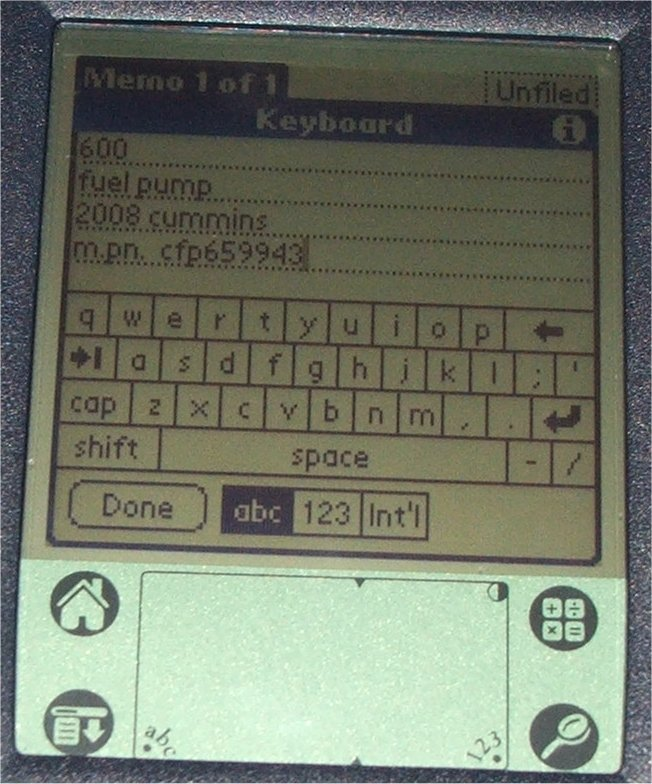 Memo 1 of 1
Unfiled
Keyboard
i
600
fuel pump
2008 cummins
m.pn. cfp659943
q w e r t y u i o p
a s d f g h j k l ; '
cap z x c v b n m , .
shift space - /
Done abc 123 Int'l
abc
123